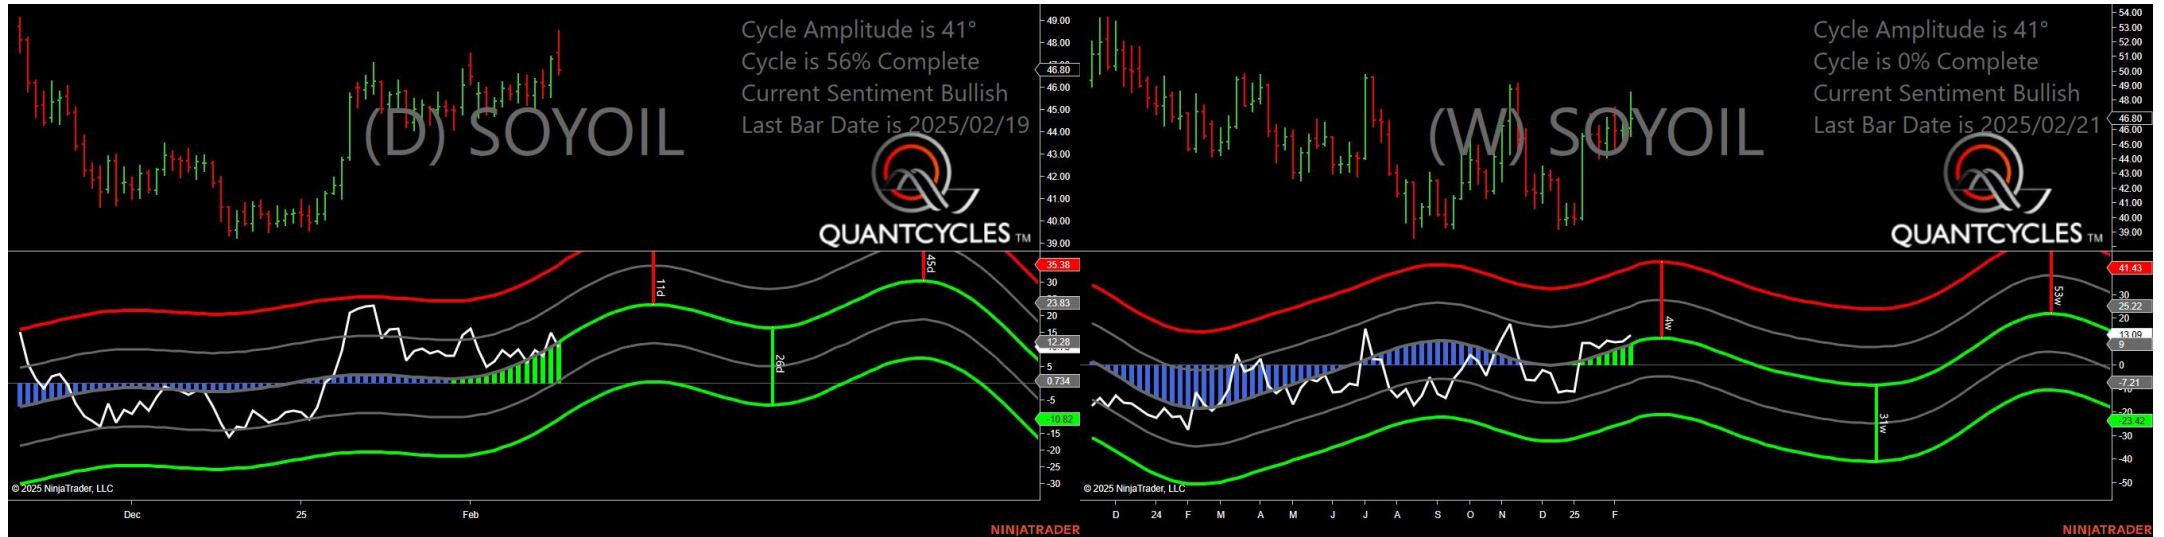 Cycle Amplitude is 41°
Cycle is 56% Complete
Current Sentiment Bullish
Last Bar Date is 2025/02/19
(D) SOYOIL
QUANTCYCLES TM
49.00
48.00
46.80
46.00
45.00
44.00
43.00
42.00
41.00
40.00
39.00
11d
45d
26d
35.38
30
23.83
20
15
12.28
5
0.734
-5
-10.82
-15
-20
-25
-30
© 2025 NinjaTrader, LLC
Dec
25
Feb
NINJATRADER
Cycle Amplitude is 41°
Cycle is 0% Complete
Current Sentiment Bullish
Last Bar Date is 2025/02/21
(W) SOYOIL
QUANTCYCLES TM
54.00
53.00
52.00
51.00
50.00
49.00
48.00
46.80
46.00
45.00
44.00
43.00
42.00
41.00
40.00
39.00
4w
53w
31w
41.43
30
25.22
20
13.09
9
0
-7.21
-20
-23.42
-30
-40
-50
© 2025 NinjaTrader, LLC
D 24 F M A M J J A S O N D 25 F
NINJATRADER